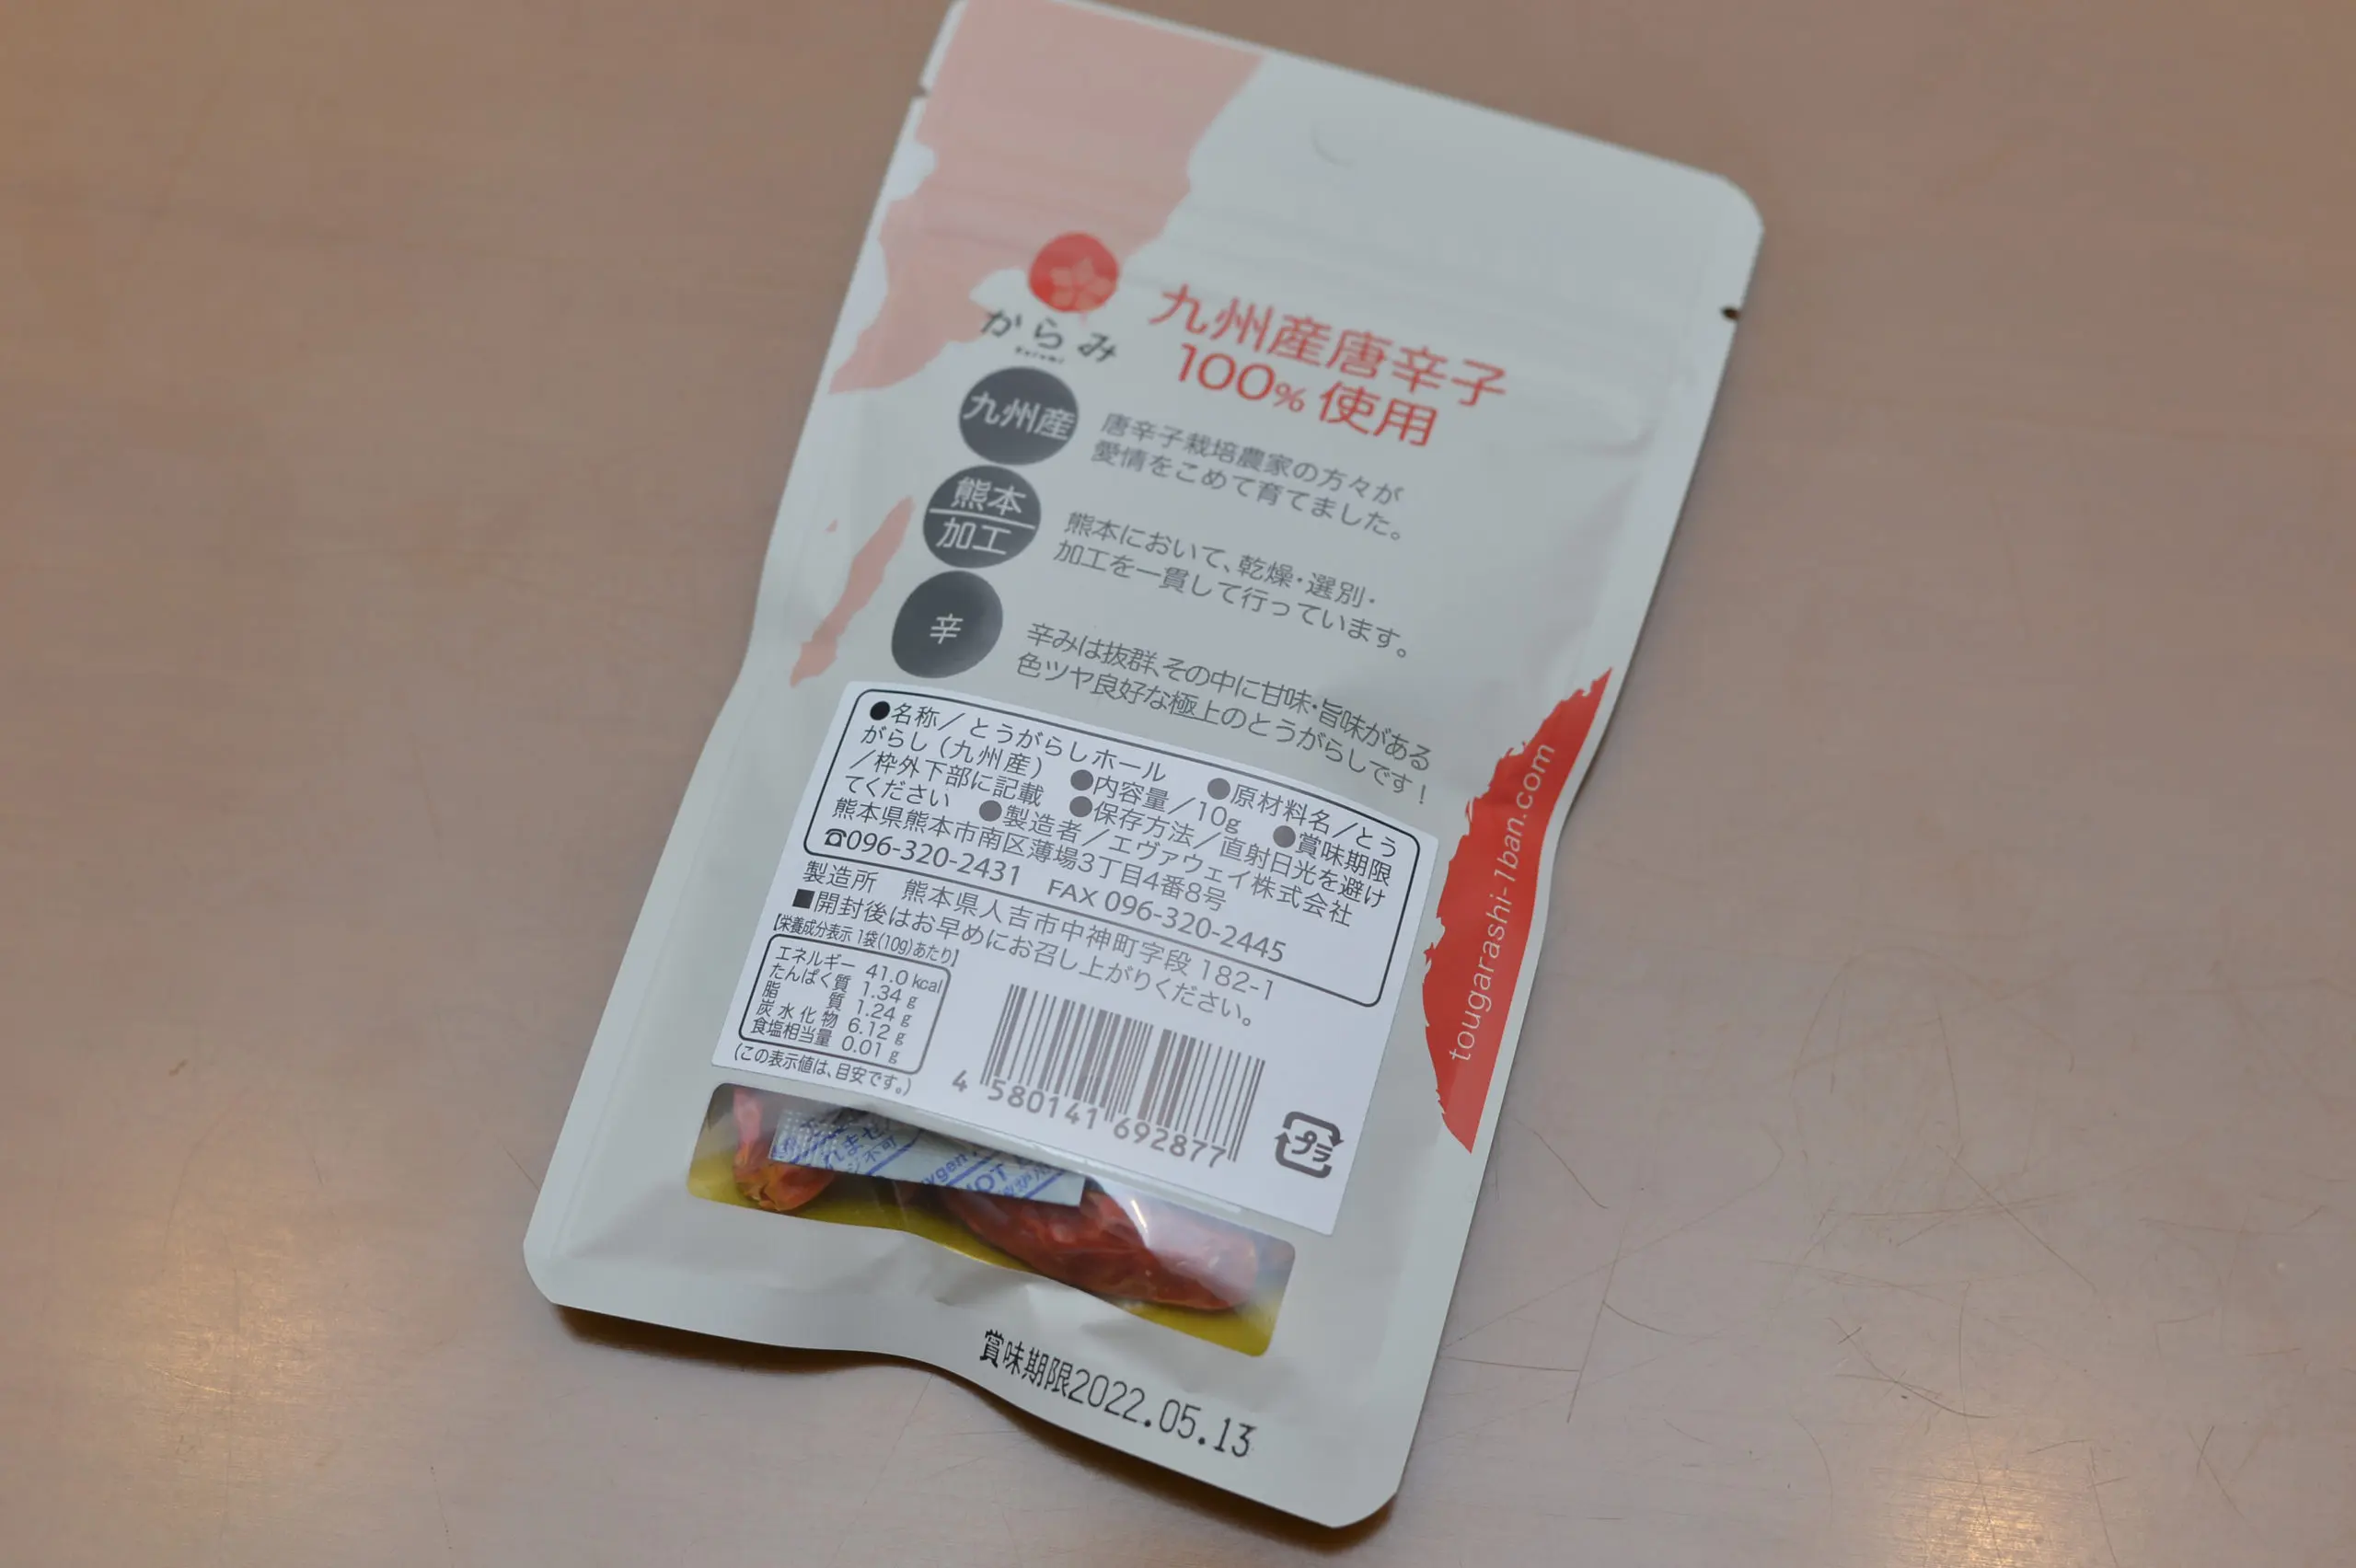 からみ
Karami
九州産唐辛子
100%使用
九州産
唐辛子栽培農家の方々が
愛情をこめて育てました。
熊本
加工
熊本において、乾燥・選別・
加工を一貫して行っています。
辛
辛みは抜群、その中に甘味・旨味がある
色ツヤ良好な極上のとうがらしです！
●名称／とうがらしホール ●原材料名／とう
がらし（九州産） ●内容量／10g ●賞味期限
／枠外下部に記載 ●保存方法／直射日光を避け
てください ●製造者／エヴァウェイ株式会社
熊本県熊本市南区薄場3丁目4番8号
☎096-320-2431 FAX 096-320-2445
製造所 熊本県人吉市中神町字段 182-1
■開封後はお早めにお召し上がりください。
【栄養成分表示 1袋(10g)あたり】
エネルギー 41.0 kcal
たんぱく質 1.34 g
脂質 1.24 g
炭水化物 6.12 g
食塩相当量 0.01 g
（この表示値は、目安です。）
4 580141 692877
プラ
tougarashi-1ban.com
賞味期限2022.05.13